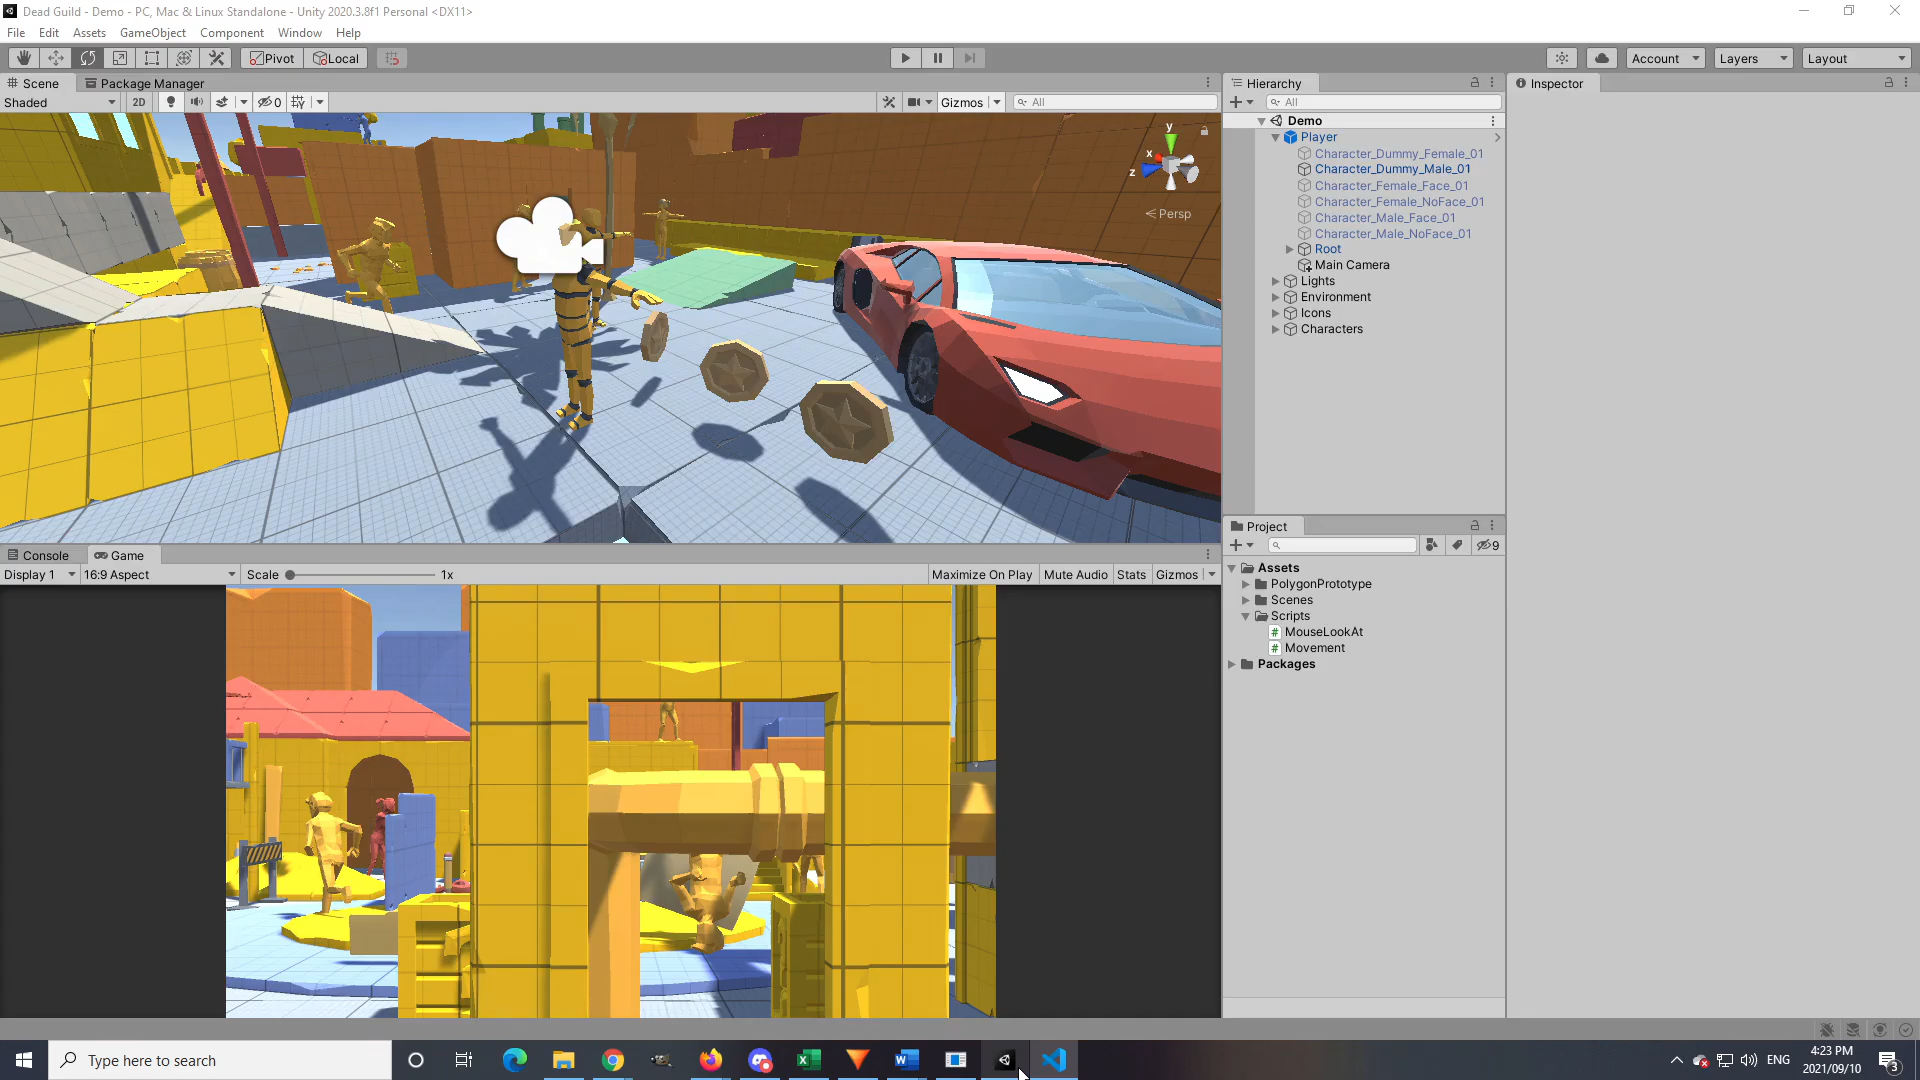 Dead Guild - Demo - PC, Mac & Linux Standalone - Unity 2020.3.8f1 Personal <DX11>
File Edit Assets GameObject Component Window Help
Pivot Local Account Layers Layout
Scene Package Manager
Shaded 2D 0 Gizmos All
y
x
z
< Persp
Hierarchy
All
Demo
Player
Character_Dummy_Female_01
Character_Dummy_Male_01
Character_Female_Face_01
Character_Female_NoFace_01
Character_Male_Face_01
Character_Male_NoFace_01
Root
Main Camera
Lights
Environment
Icons
Characters
Inspector
Console Game
Display 1 16:9 Aspect Scale 1x Maximize On Play Mute Audio Stats Gizmos
Project
9
Assets
PolygonPrototype
Scenes
Scripts
# MouseLookAt
# Movement
Packages
Type here to search
ENG
4:23 PM
2021/09/10
3